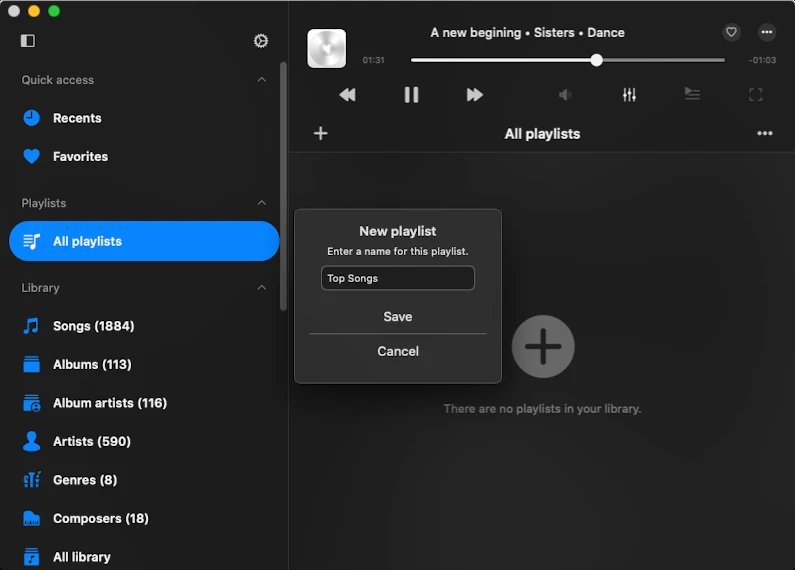 Quick access
Recents
Favorites
Playlists
All playlists
Library
Songs (1884)
Albums (113)
Album artists (116)
Artists (590)
Genres (8)
Composers (18)
All library
A new begining • Sisters • Dance
01:31
-01:03
All playlists
New playlist
Enter a name for this playlist.
Top Songs
Save
Cancel
There are no playlists in your library.